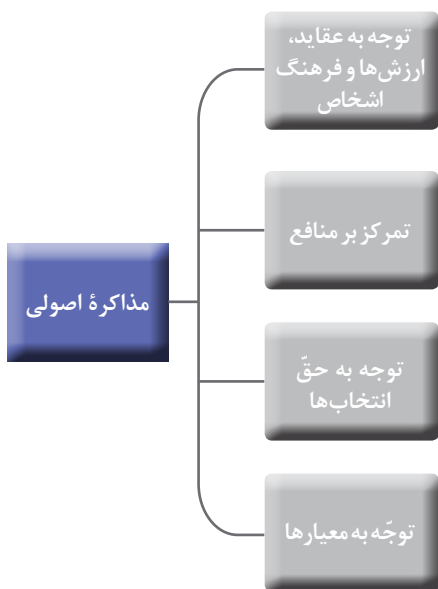 توجه به عقاید،
ارزش‌ها و فرهنگ
اشخاص
تمرکز بر منافع
مذاکرهٔ اصولی
توجه به حقّ
انتخاب‌ها
توجّه به معیارها